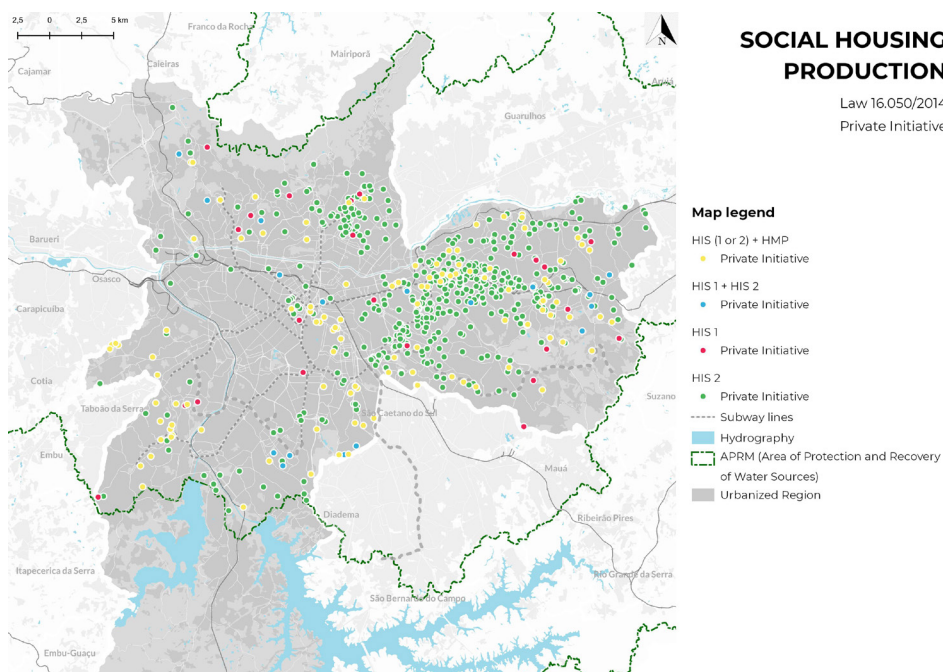 SOCIAL HOUSING
PRODUCTION
Law 16.050/2014
Private Initiative
Map legend
HIS (1 or 2) + HMP
Private Initiative
HIS 1 + HIS 2
Private Initiative
HIS 1
Private Initiative
HIS 2
Private Initiative
Subway lines
Hydrography
APRM (Area of Protection and Recovery
of Water Sources)
Urbanized Region
2,5 0 2,5 5 km
N
Franco da Rocha
Mairiporã
Cajamar
Caieiras
Arujá
Guarulhos
Barueri
Osasco
Carapicuíba
Cotia
Taboão da Serra
São Caetano do Sul
Suzano
Embu
Mauá
Diadema
Ribeirão Pires
Itapecerica da Serra
Rio Grande da Serra
São Bernardo do Campo
Embu-Guaçu